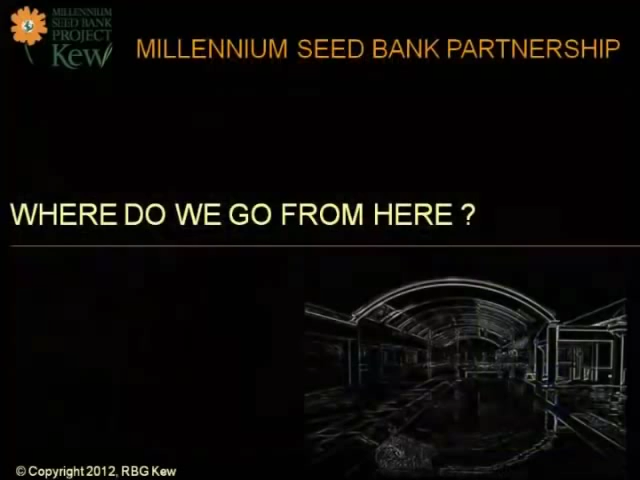 MILLENNIUM
SEED BANK
PROJECT
Kew
MILLENNIUM SEED BANK PARTNERSHIP
WHERE DO WE GO FROM HERE ?
© Copyright 2012, RBG Kew